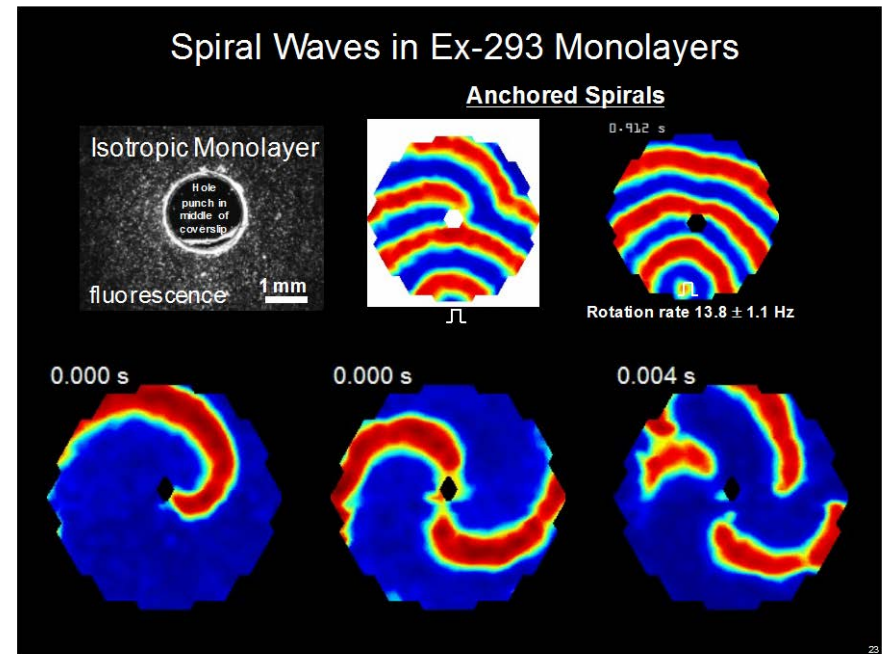 Spiral Waves in Ex-293 Monolayers
Anchored Spirals
Isotropic Monolayer
Hole
punch in
middle of
coverslip
fluorescence
1 mm
0.912 s
Rotation rate 13.8 ± 1.1 Hz
0.000 s
0.000 s
0.004 s
23